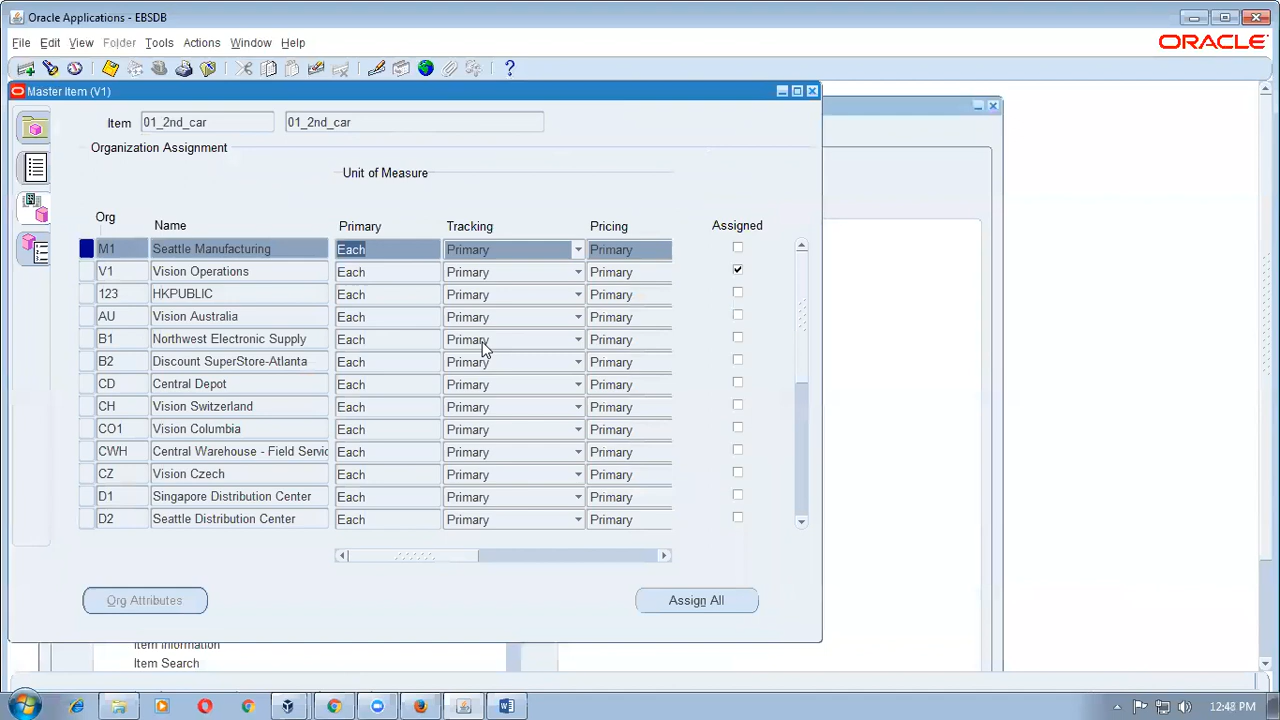 Oracle Applications - EBSDB
File Edit View Folder Tools Actions Window Help
ORACLE
Master Item (V1)
Item 01_2nd_car 01_2nd_car
Organization Assignment
Unit of Measure
Org Name Primary Tracking Pricing Assigned
M1 Seattle Manufacturing Each Primary Primary
V1 Vision Operations Each Primary Primary
123 HKPUBLIC Each Primary Primary
AU Vision Australia Each Primary Primary
B1 Northwest Electronic Supply Each Primary Primary
B2 Discount SuperStore-Atlanta Each Primary Primary
CD Central Depot Each Primary Primary
CH Vision Switzerland Each Primary Primary
CO1 Vision Columbia Each Primary Primary
CWH Central Warehouse - Field Servic Each Primary Primary
CZ Vision Czech Each Primary Primary
D1 Singapore Distribution Center Each Primary Primary
D2 Seattle Distribution Center Each Primary Primary
Org Attributes Assign All
Item Information
Item Search
12:48 PM